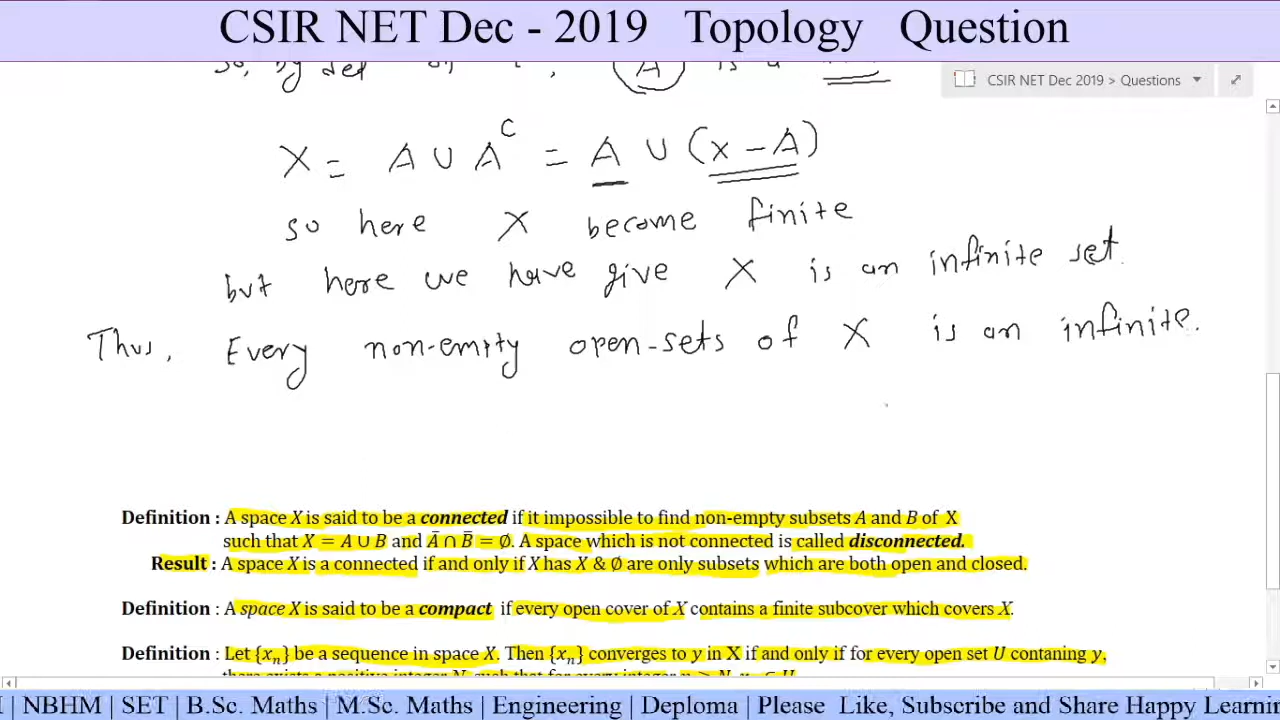 CSIR NET Dec - 2019 Topology Question
CSIR NET Dec 2019 > Questions
so, by def
A is a
X = A ∪ Aᶜ = A ∪ (X - A)
so here X become finite
but here we have give X is an infinite set.
Thus, Every non-empty open-sets of X is an infinite.
Definition : A space X is said to be a connected if it impossible to find non-empty subsets A and B of X
such that X = A ∪ B and Ā ∩ B̄ = ∅. A space which is not connected is called disconnected.
Result : A space X is a connected if and only if X has X & ∅ are only subsets which are both open and closed.
Definition : A space X is said to be a compact if every open cover of X contains a finite subcover which covers X.
Definition : Let {xₙ} be a sequence in space X. Then {xₙ} converges to y in X if and only if for every open set U contaning y,
| NBHM | SET | B.Sc. Maths | M.Sc. Maths | Engineering | Deploma | Please Like, Subscribe and Share Happy Learnin